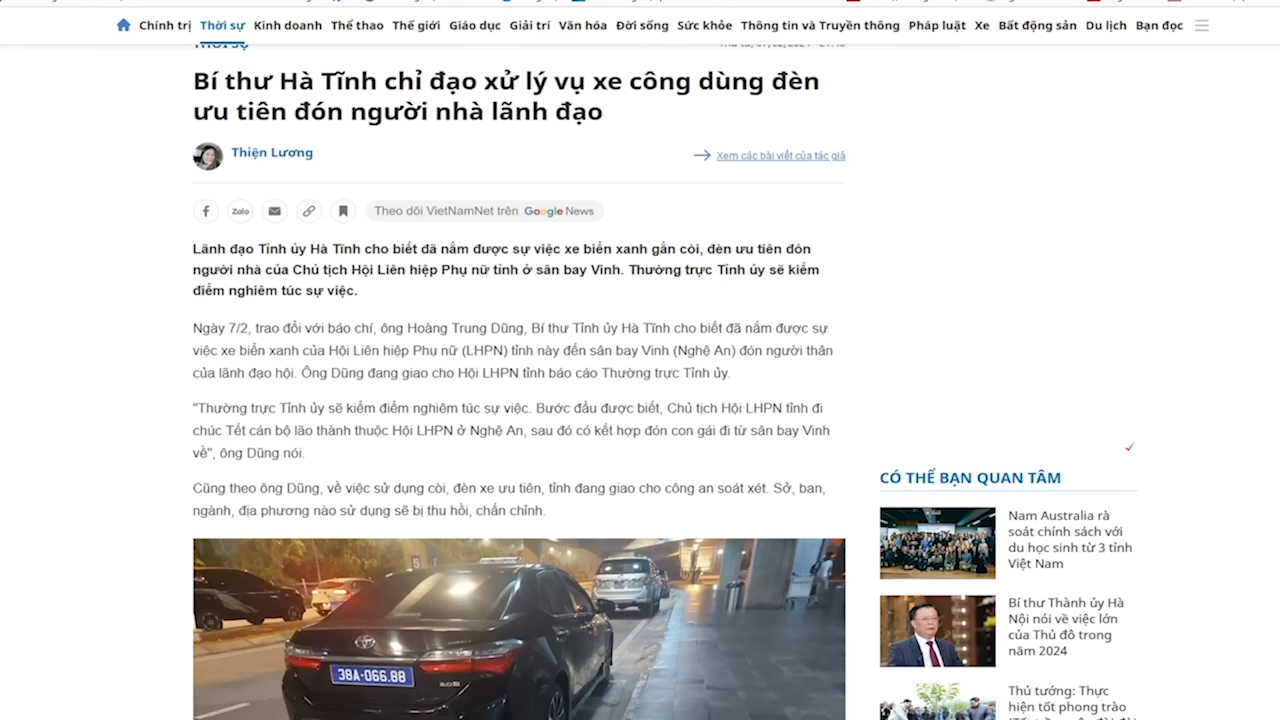 Chính trị Thời sự Kinh doanh Thể thao Thế giới Giáo dục Giải trí Văn hóa Đời sống Sức khỏe Thông tin và Truyền thông Pháp luật Xe Bất động sản Du lịch Bạn đọc
Bí thư Hà Tĩnh chỉ đạo xử lý vụ xe công dùng đèn
ưu tiên đón người nhà lãnh đạo
Thiện Lương
Xem các bài viết của tác giả
Zalo
Theo dõi VietNamNet trên Google News
Lãnh đạo Tỉnh ủy Hà Tĩnh cho biết đã nắm được sự việc xe biển xanh gắn còi, đèn ưu tiên đón
người nhà của Chủ tịch Hội Liên hiệp Phụ nữ tỉnh ở sân bay Vinh. Thường trực Tỉnh ủy sẽ kiểm
điểm nghiêm túc sự việc.
Ngày 7/2, trao đổi với báo chí, ông Hoàng Trung Dũng, Bí thư Tỉnh ủy Hà Tĩnh cho biết đã nắm được sự
việc xe biển xanh của Hội Liên hiệp Phụ nữ (LHPN) tỉnh này đến sân bay Vinh (Nghệ An) đón người thân
của lãnh đạo hội. Ông Dũng đang giao cho Hội LHPN tỉnh báo cáo Thường trực Tỉnh ủy.
"Thường trực Tỉnh ủy sẽ kiểm điểm nghiêm túc sự việc. Bước đầu được biết, Chủ tịch Hội LHPN tỉnh đi
chúc Tết cán bộ lão thành thuộc Hội LHPN ở Nghệ An, sau đó có kết hợp đón con gái đi từ sân bay Vinh
về", ông Dũng nói.
Cũng theo ông Dũng, về việc sử dụng còi, đèn xe ưu tiên, tỉnh đang giao cho công an soát xét. Sở, ban,
ngành, địa phương nào sử dụng sẽ bị thu hồi, chấn chỉnh.
38A-066.88
CÓ THỂ BẠN QUAN TÂM
Nam Australia rà
soát chính sách với
du học sinh từ 3 tỉnh
Việt Nam
Bí thư Thành ủy Hà
Nội nói về việc lớn
của Thủ đô trong
năm 2024
Thủ tướng: Thực
hiện tốt phong trào